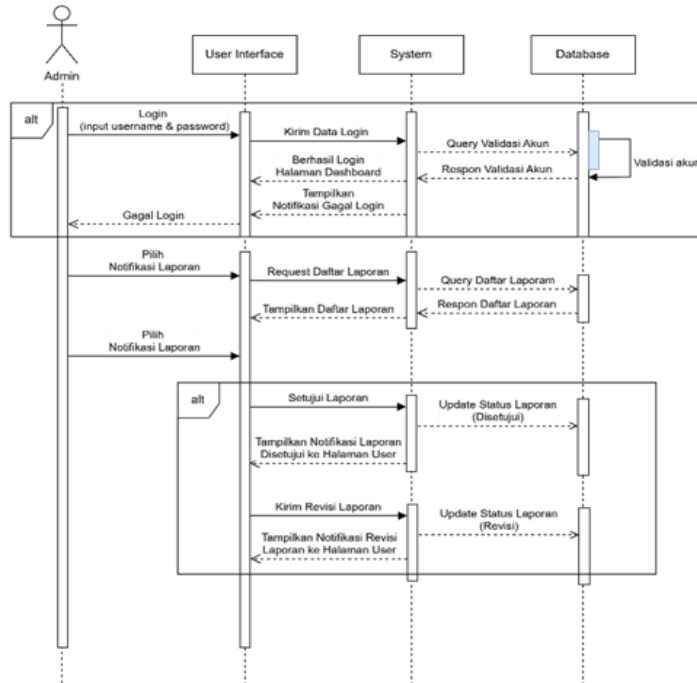 Admin
User Interface
System
Database
alt
Login
(input username & password)
Kirim Data Login
Query Validasi Akun
Validasi akun
Berhasil Login
Halaman Dashboard
Respon Validasi Akun
Tampilkan
Notifikasi Gagal Login
Gagal Login
Pilih
Notifikasi Laporan
Request Daftar Laporan
Query Daftar Laporam
Tampilkan Daftar Laporan
Respon Daftar Laporan
Pilih
Notifikasi Laporan
alt
Setujui Laporan
Update Status Laporan
(Disetujui)
Tampilkan Notifikasi Laporan
Disetujui ke Halaman User
Kirim Revisi Laporan
Update Status Laporan
(Revisi)
Tampilkan Notifikasi Revisi
Laporan ke Halaman User